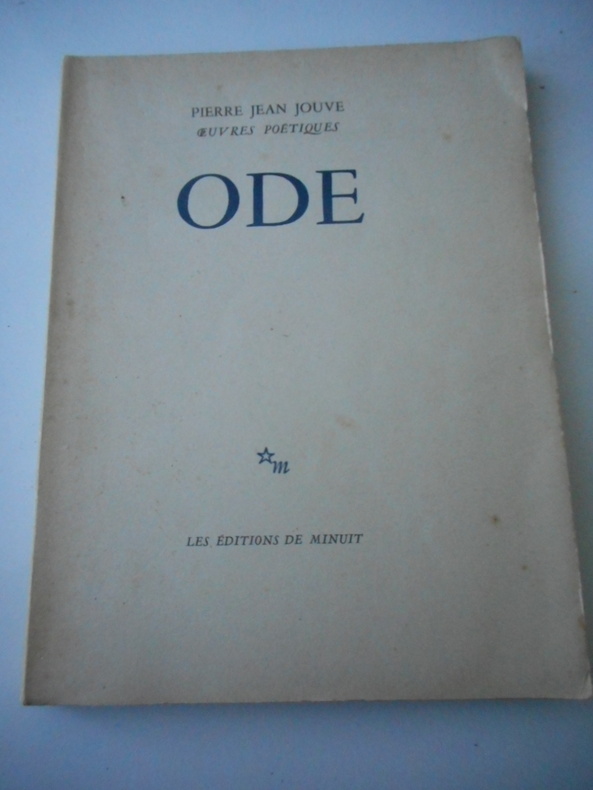 PIERRE JEAN JOUVE
ŒUVRES POÉTIQUES
ODE
m
LES ÉDITIONS DE MINUIT